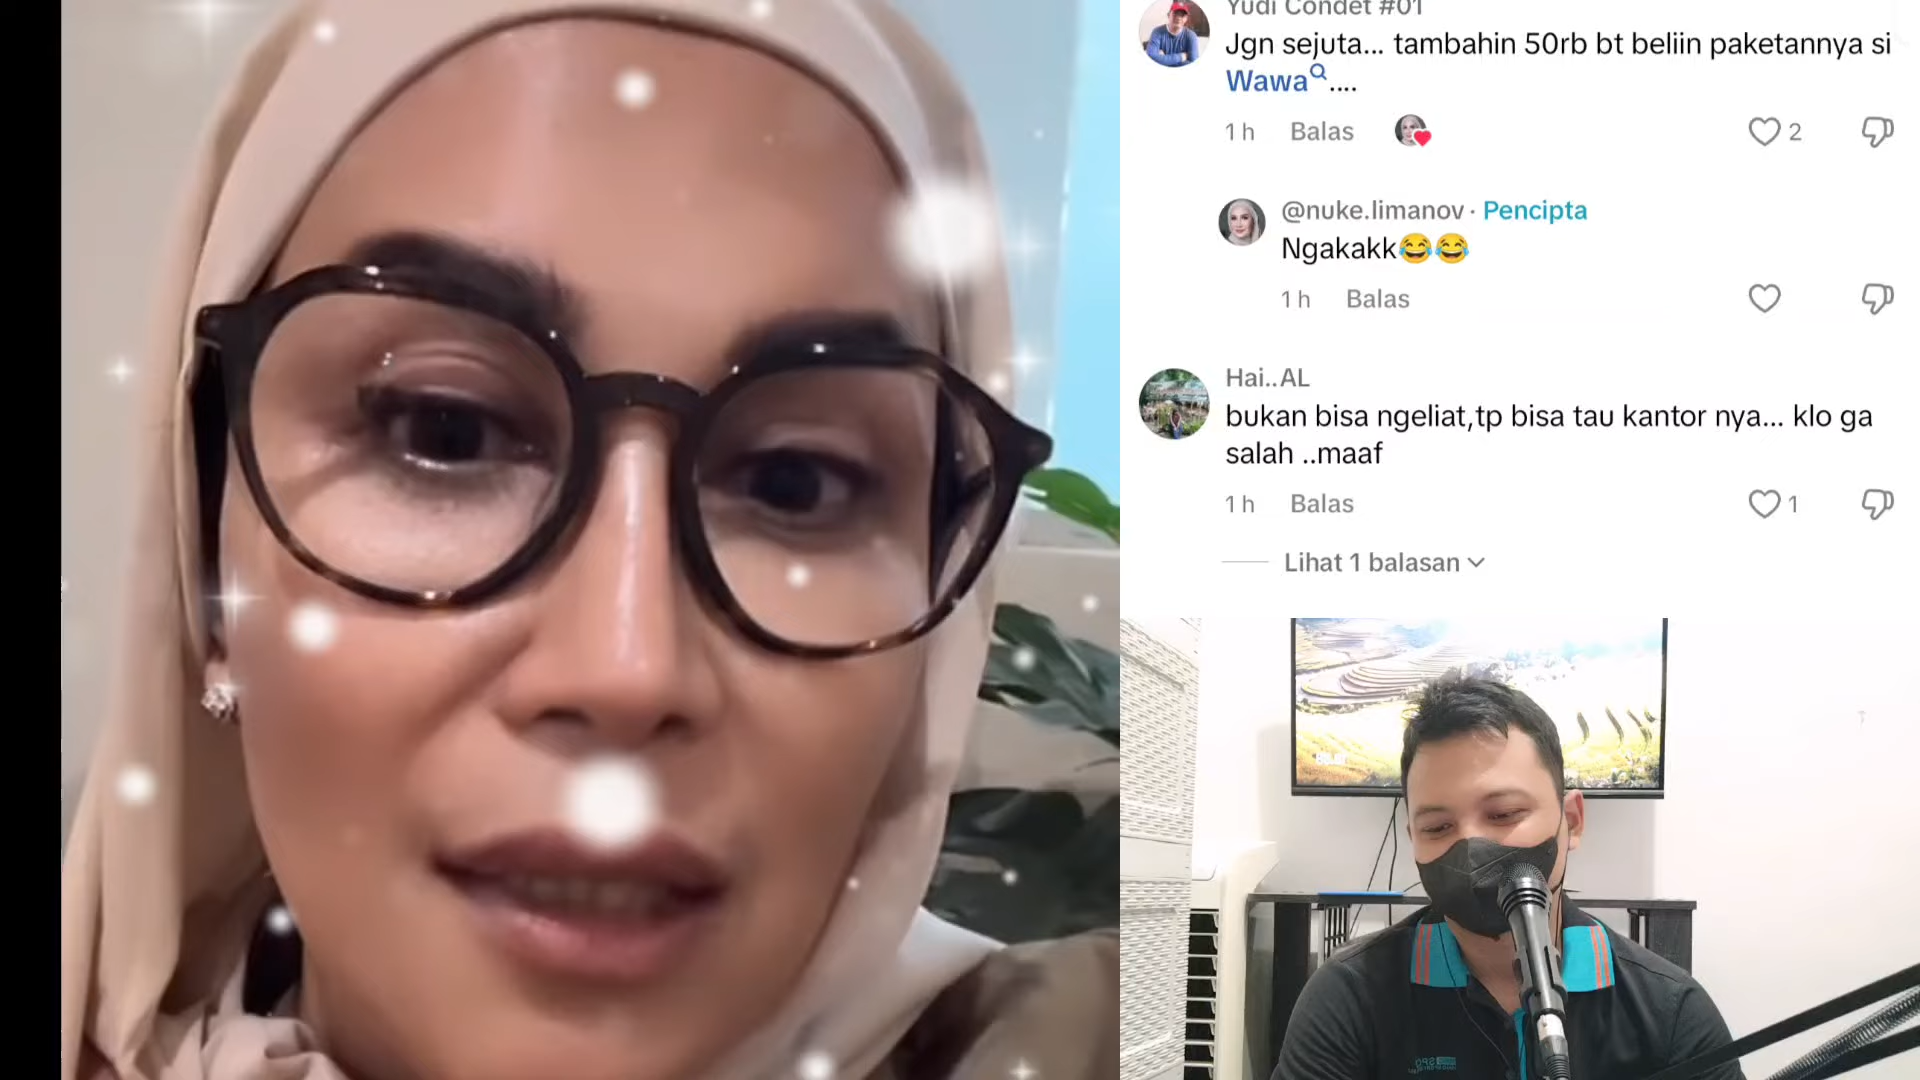 Yudi Condet #01
Jgn sejuta... tambahin 50rb bt beliin paketannya si
Wawa....
1 h Balas 2
@nuke.limanov · Pencipta
Ngakakk😂😂
1 h Balas
Hai..AL
bukan bisa ngeliat,tp bisa tau kantor nya... klo ga
salah ..maaf
1 h Balas 1
Lihat 1 balasan